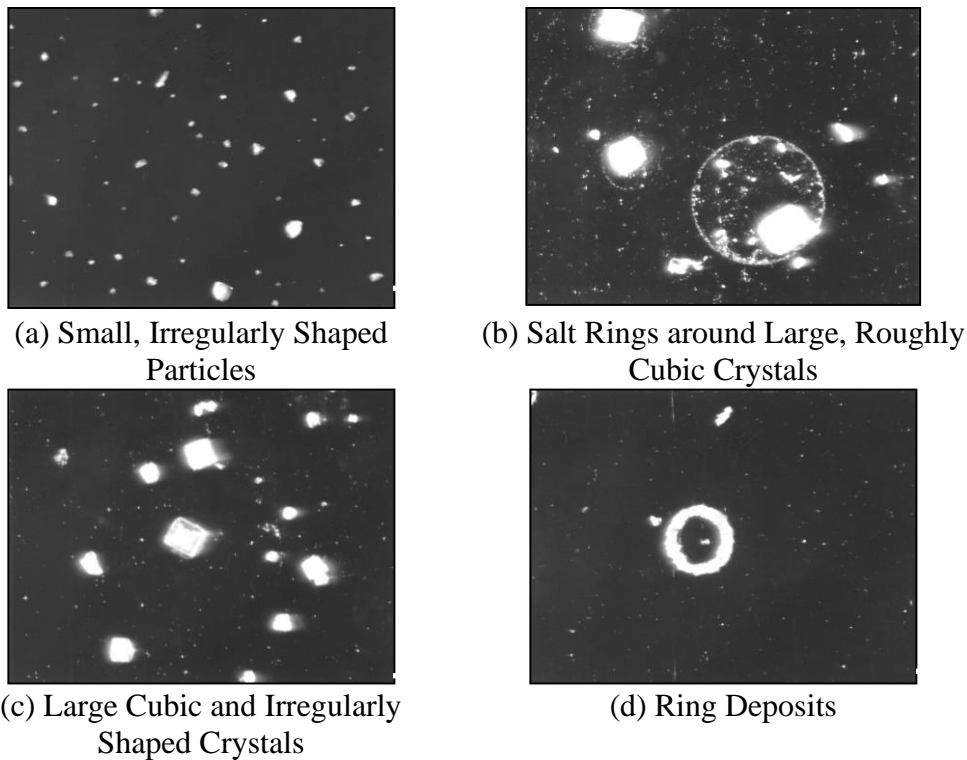 (a) Small, Irregularly Shaped
Particles
(b) Salt Rings around Large, Roughly
Cubic Crystals
(c) Large Cubic and Irregularly
Shaped Crystals
(d) Ring Deposits